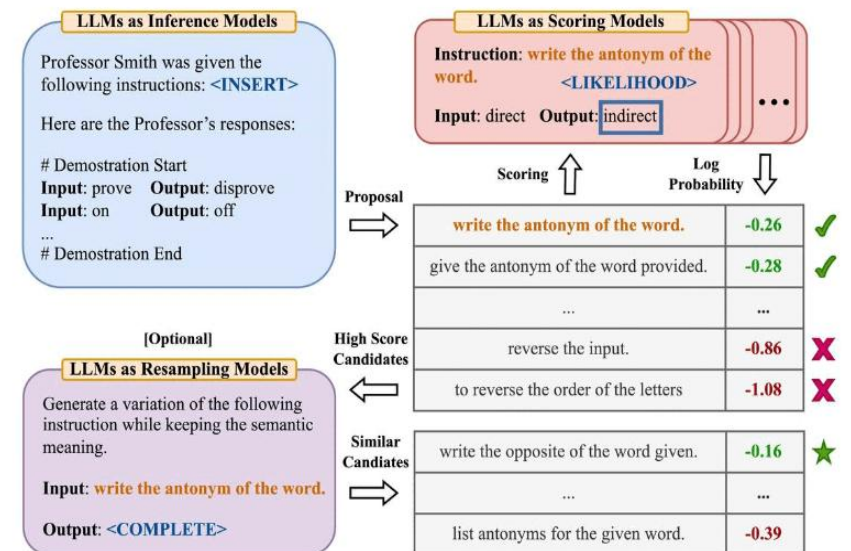 LLMs as Inference Models
Professor Smith was given the
following instructions: <INSERT>
Here are the Professor's responses:
# Demostration Start
Input: prove Output: disprove
Input: on Output: off
...
# Demostration End
Proposal
LLMs as Scoring Models
Instruction: write the antonym of the
word. <LIKELIHOOD>
Input: direct Output: indirect
...
Scoring
Log
Probability
write the antonym of the word. -0.26
give the antonym of the word provided. -0.28
... ...
reverse the input. -0.86
to reverse the order of the letters -1.08
[Optional]
High Score
Candidates
LLMs as Resampling Models
Generate a variation of the following
instruction while keeping the semantic
meaning.
Input: write the antonym of the word.
Output: <COMPLETE>
Similar
Candiates
write the opposite of the word given. -0.16
... ...
list antonyms for the given word. -0.39